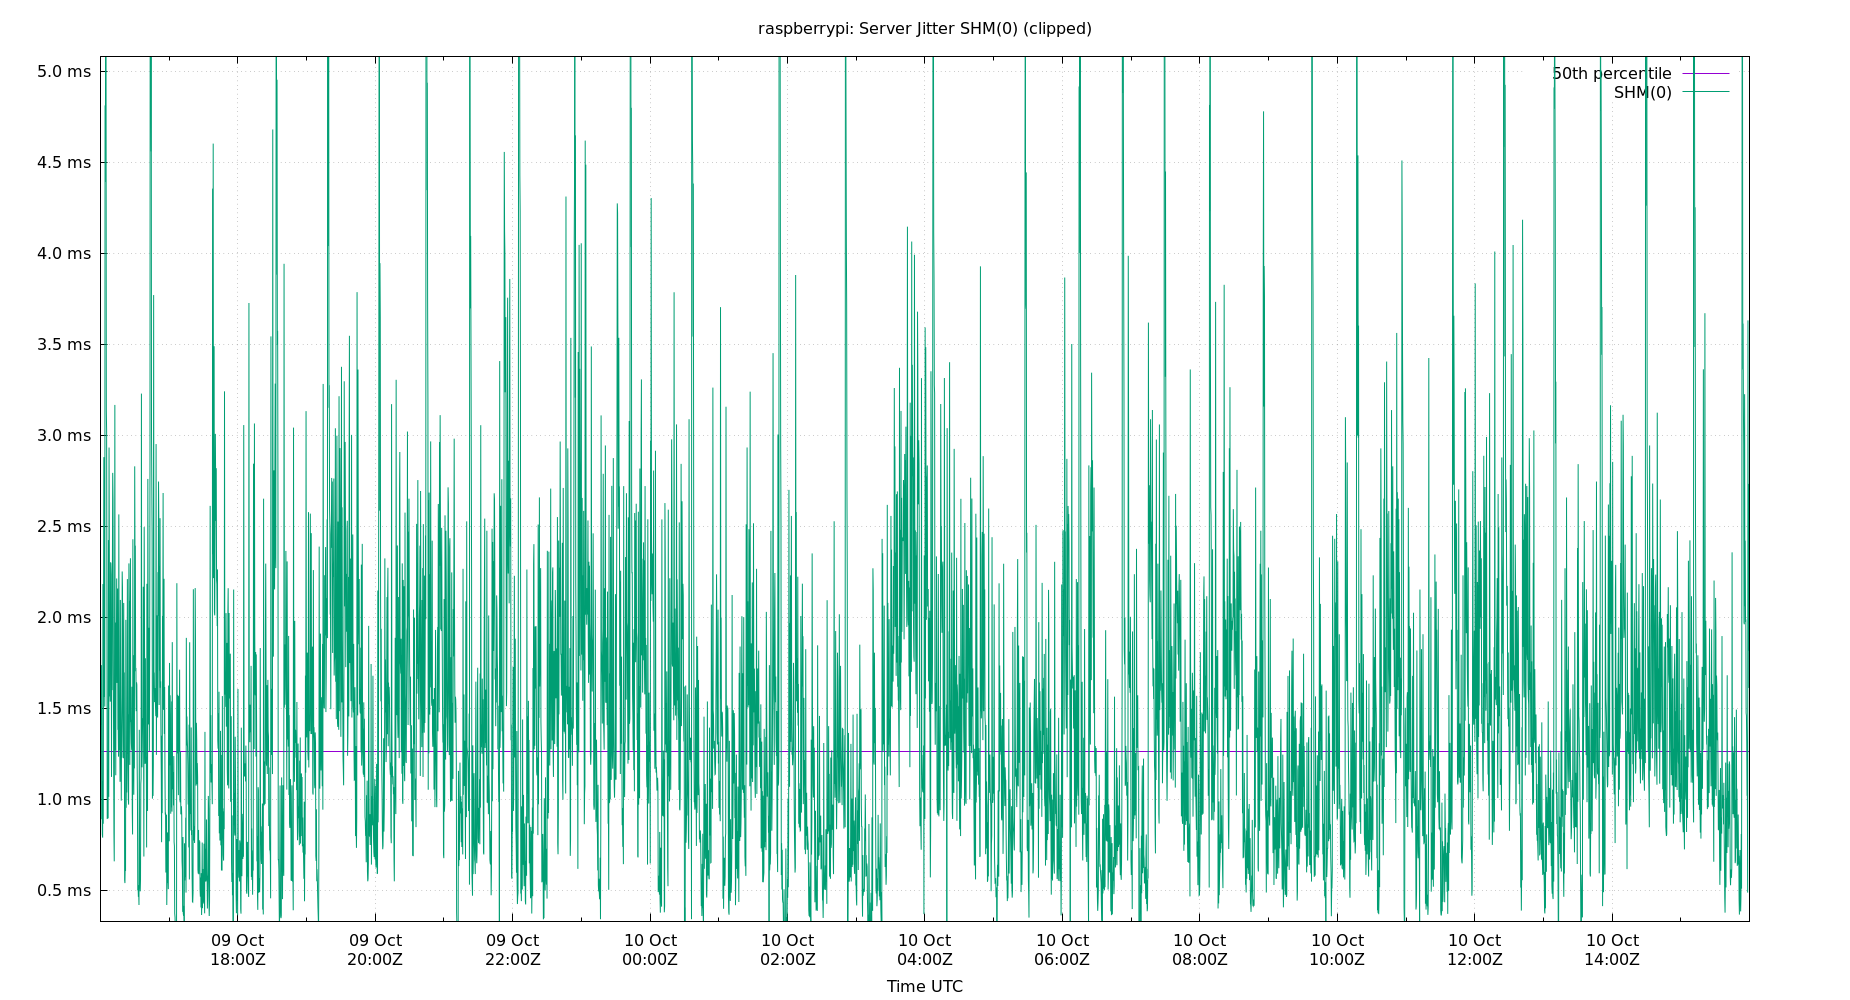 raspberrypi: Server Jitter SHM(0) (clipped)
50th percentile
SHM(0)
5.0 ms
4.5 ms
4.0 ms
3.5 ms
3.0 ms
2.5 ms
2.0 ms
1.5 ms
1.0 ms
0.5 ms
09 Oct 09 Oct 09 Oct 10 Oct 10 Oct 10 Oct 10 Oct 10 Oct 10 Oct 10 Oct 10 Oct
18:00Z 20:00Z 22:00Z 00:00Z 02:00Z 04:00Z 06:00Z 08:00Z 10:00Z 12:00Z 14:00Z
Time UTC